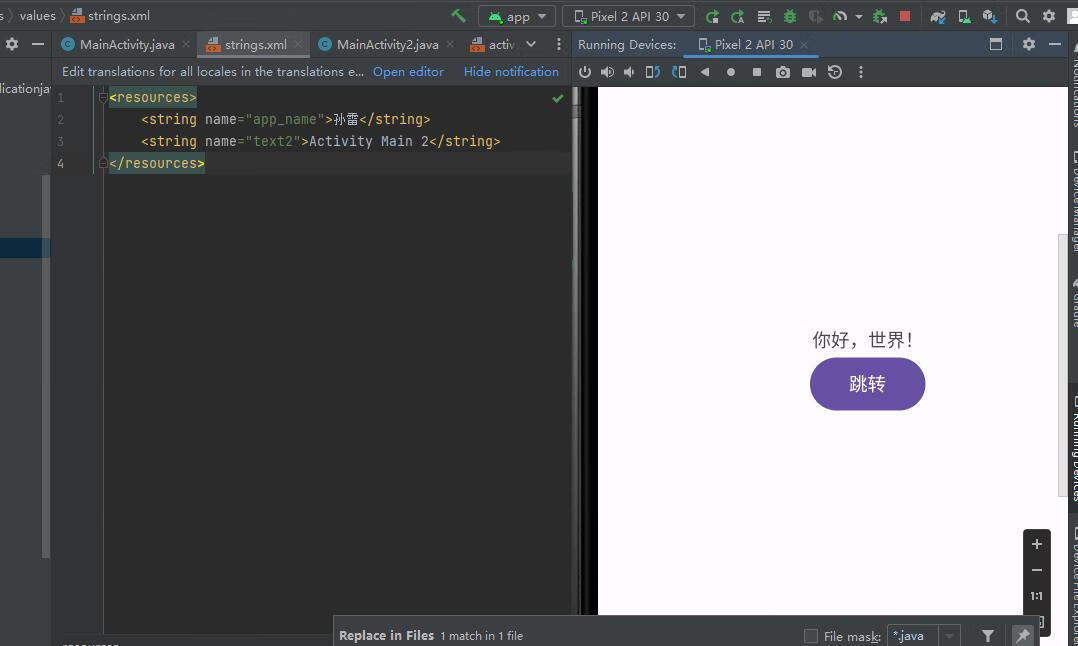 values strings.xml app Pixel 2 API 30
MainActivity.java strings.xml MainActivity2.java activ Running Devices: Pixel 2 API 30
Edit translations for all locales in the translations e... Open editor Hide notification
licationja
1 <resources>
2 <string name="app_name">孙雷</string>
3 <string name="text2">Activity Main 2</string>
4 </resources>
你好，世界！
跳转
1:1
Replace in Files 1 match in 1 file File mask: *.java
Notifications
Device Manager
Gradle
Running Devices
Device File Explorer